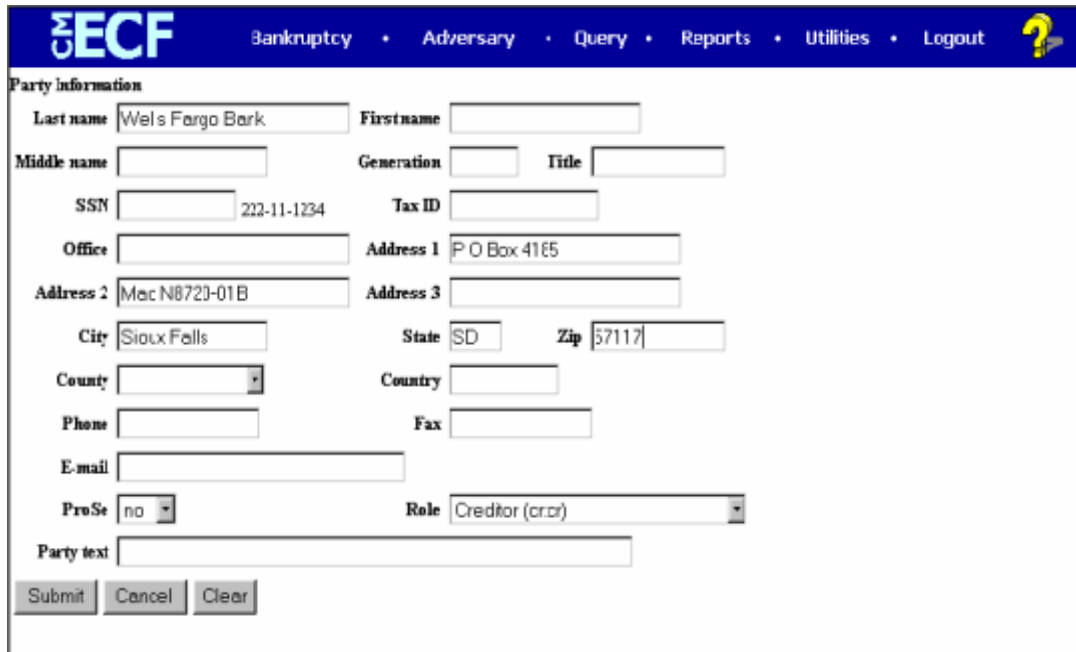 CM ECF Bankruptcy • Adversary • Query • Reports • Utilities • Logout ?
Party Information
Last name Wells Fargo Bank First name
Middle name Generation Title
SSN 222-11-1234 Tax ID
Office Address 1 P O Box 4165
Address 2 Mac N8720-01B Address 3
City Sioux Falls State SD Zip 57117
County Country
Phone Fax
E-mail
ProSe no Role Creditor (cr:cr)
Party text
Submit Cancel Clear